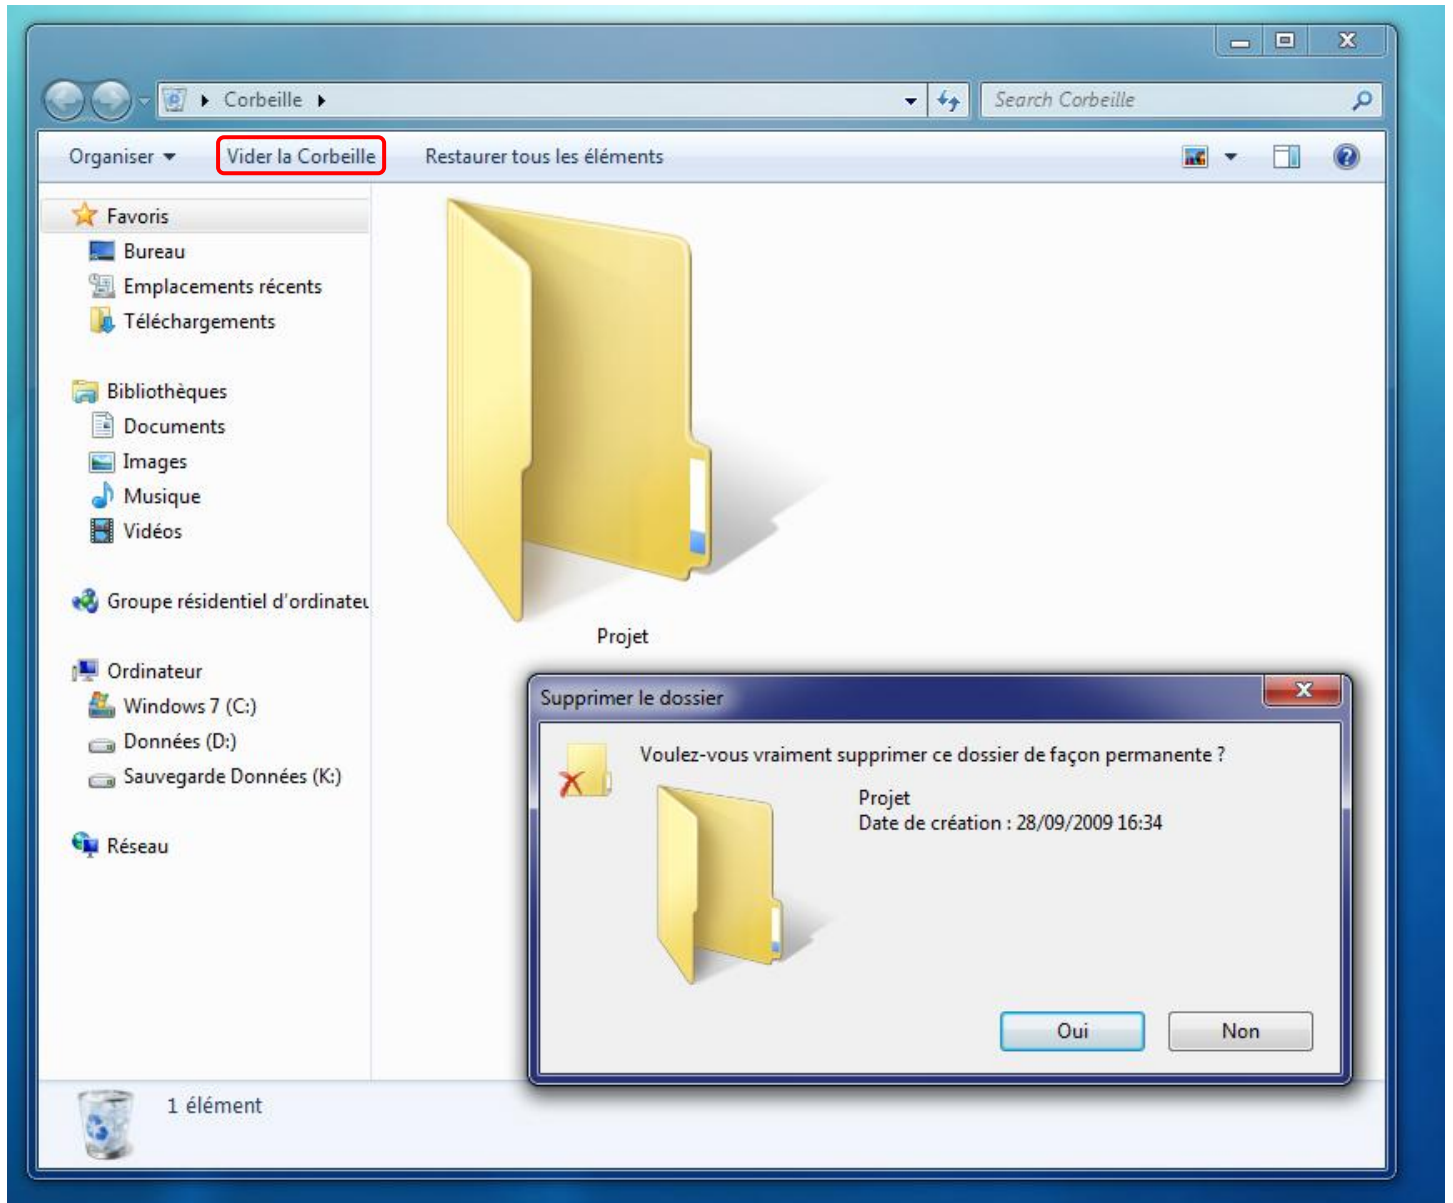 Corbeille
Search Corbeille
Organiser
Vider la Corbeille
Restaurer tous les éléments
Favoris
Bureau
Emplacements récents
Téléchargements
Bibliothèques
Documents
Images
Musique
Vidéos
Groupe résidentiel d'ordinateu
Ordinateur
Windows 7 (C:)
Données (D:)
Sauvegarde Données (K:)
Réseau
Projet
Supprimer le dossier
Voulez-vous vraiment supprimer ce dossier de façon permanente ?
Projet
Date de création : 28/09/2009 16:34
Oui
Non
1 élément